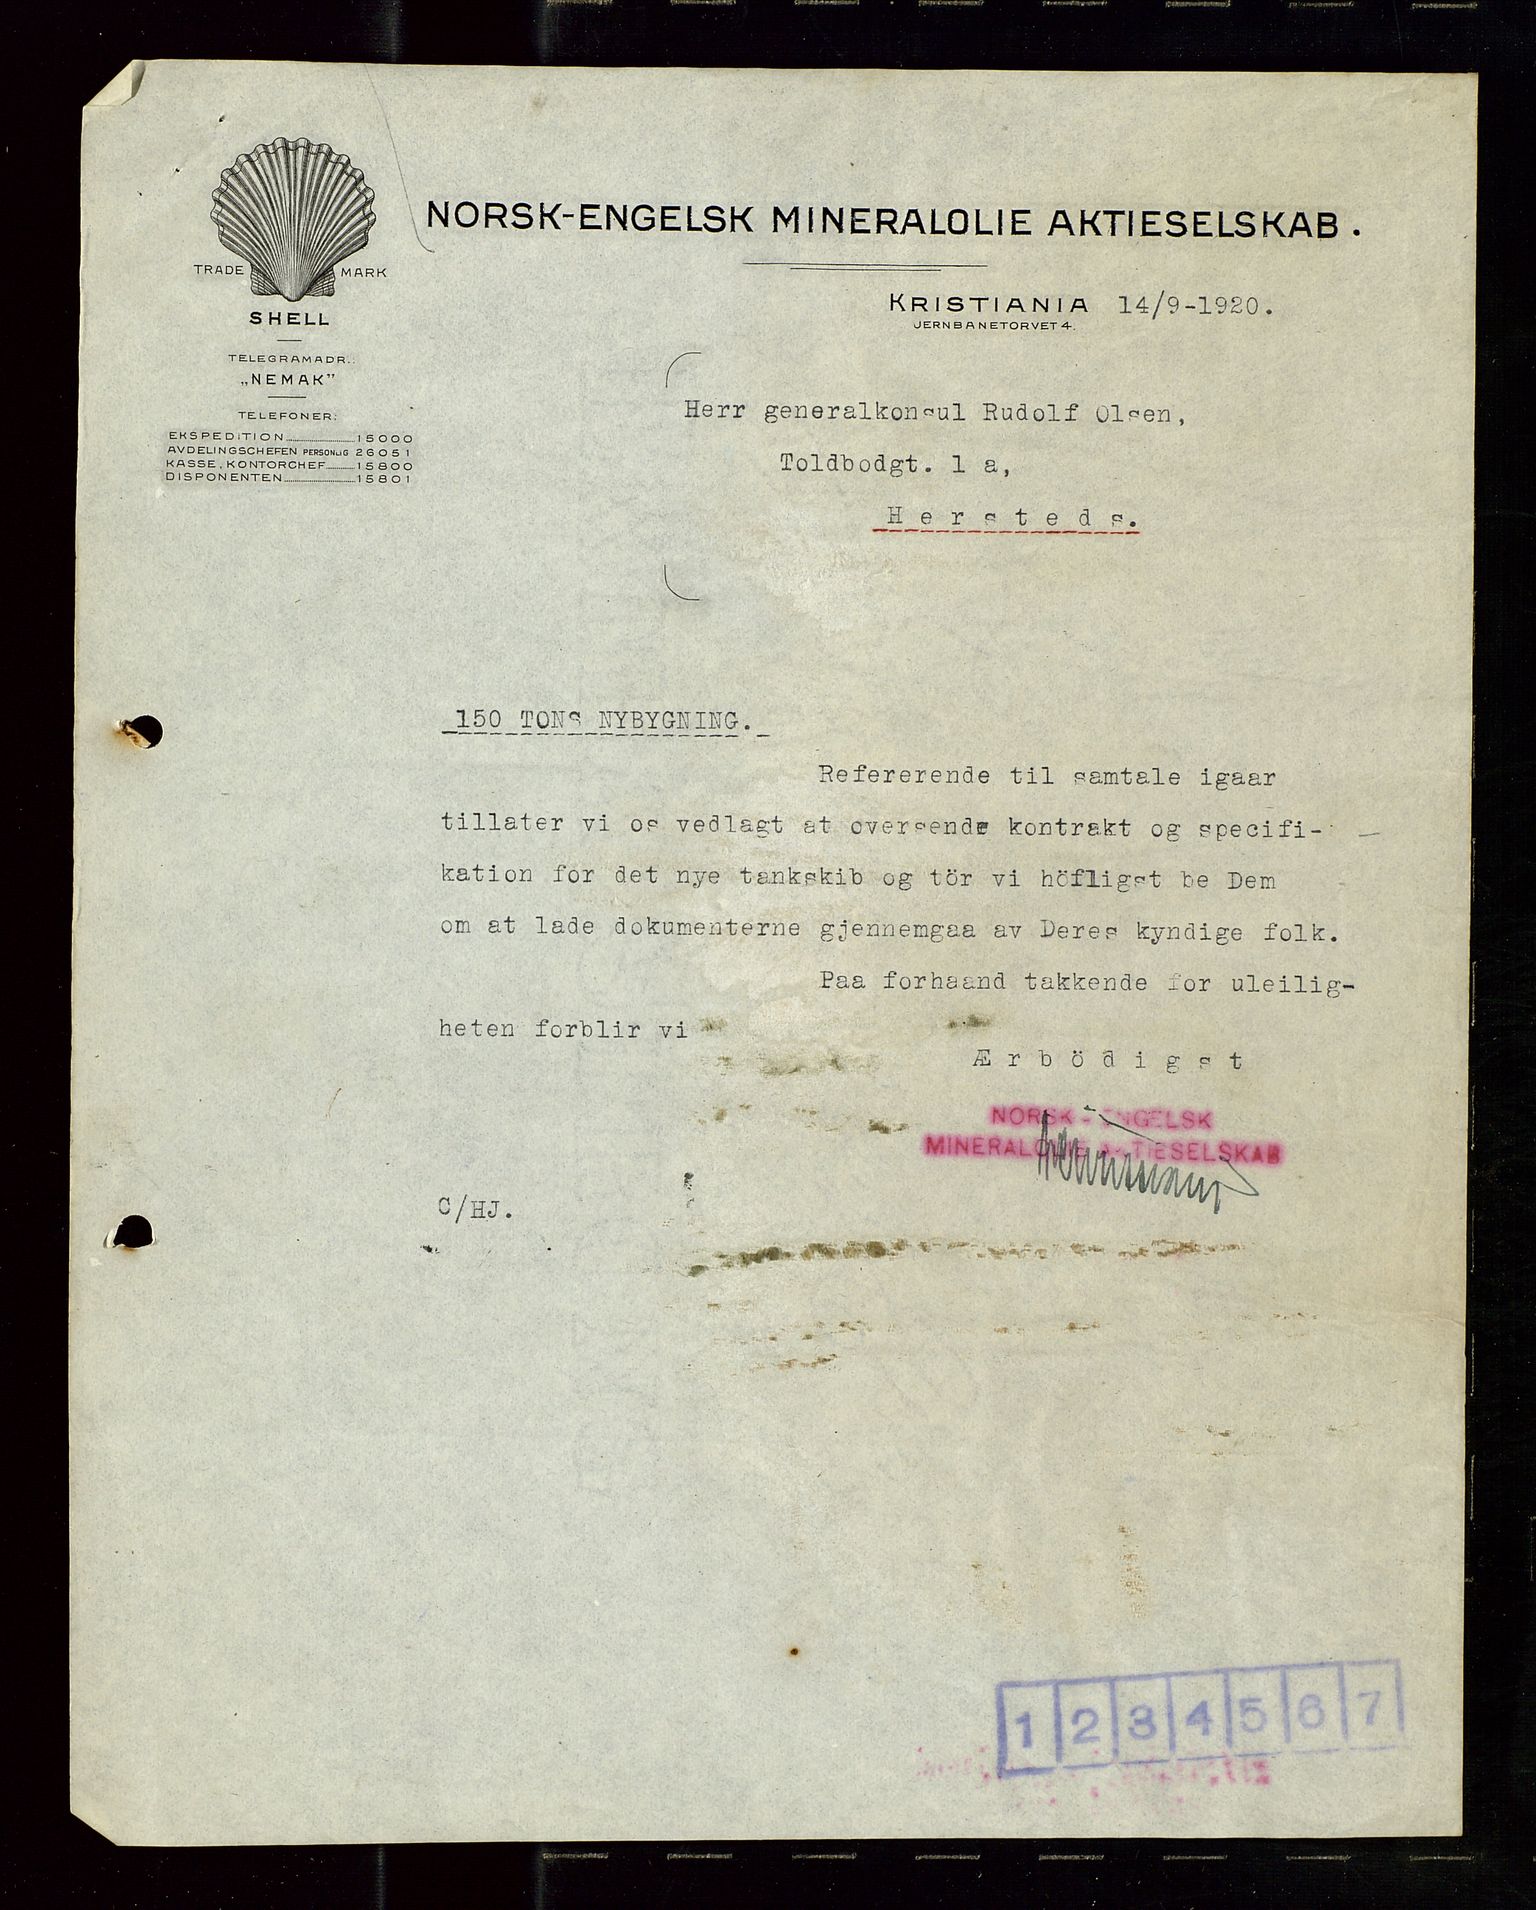 NORSK-ENGELSK MINERALOLIE AKTIESELSKAB.
TRADE MARK
SHELL
TELEGRAMADR.:
„NEMAK”
TELEFONER:
EKSPEDITION 15000
AVDELINGSCHEFEN PERSONLIG 26051
KASSE, KONTORCHEF 15800
DISPONENTEN 15801
KRISTIANIA 14/9-1920.
JERNBANETORVET 4.
Herr generalkonsul Rudolf Olsen,
Toldbodgt. 1 a,
Hersteds.
150 TONS NYBYGNING.
Refererende til samtale igaar
tillater vi os vedlagt at oversende kontrakt og specifi-
kation for det nye tankskib og tör vi höfligst be Dem
om at lade dokumenterne gjennemgaa av Deres kyndige folk.
Paa forhaand takkende for uleilig-
heten forblir vi
Ærbödigst
NORSK - ENGELSK
MINERALOLIE AKTIESELSKAB
C/HJ.
1 2 3 4 5 6 7